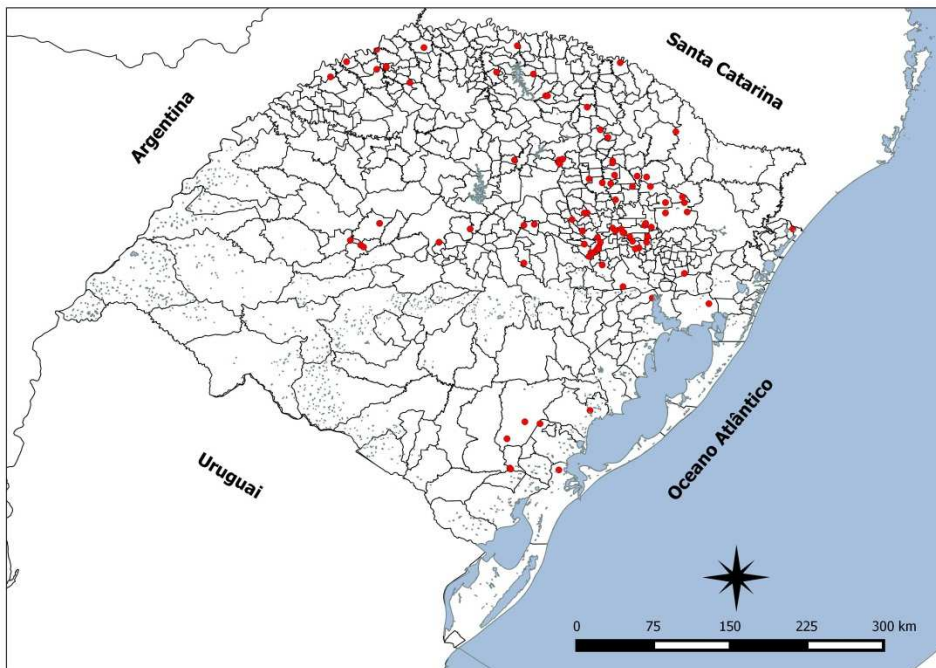 Santa Catarina
Argentina
Uruguai
Oceano Atlântico
0 75 150 225 300 km